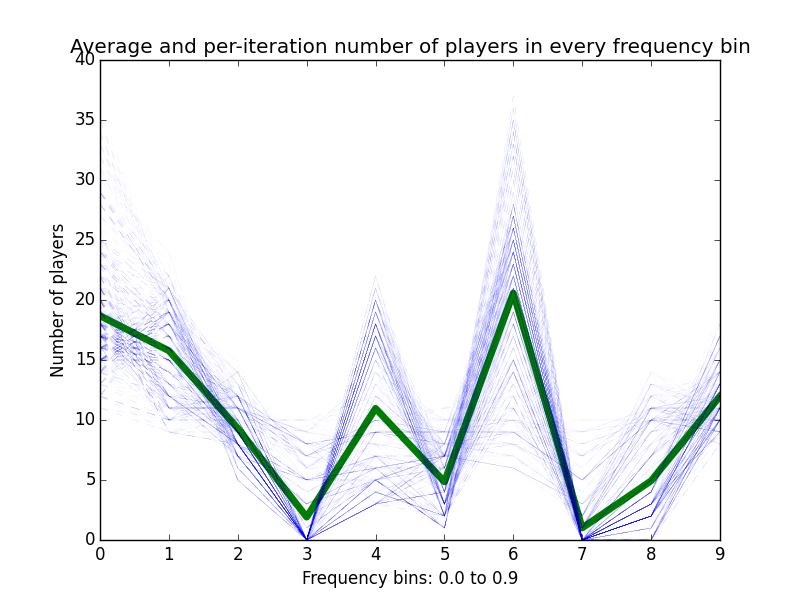 Average and per-iteration number of players in every frequency bin
40
35
30
25
20
15
10
5
0
Number of players
0 1 2 3 4 5 6 7 8 9
Frequency bins: 0.0 to 0.9